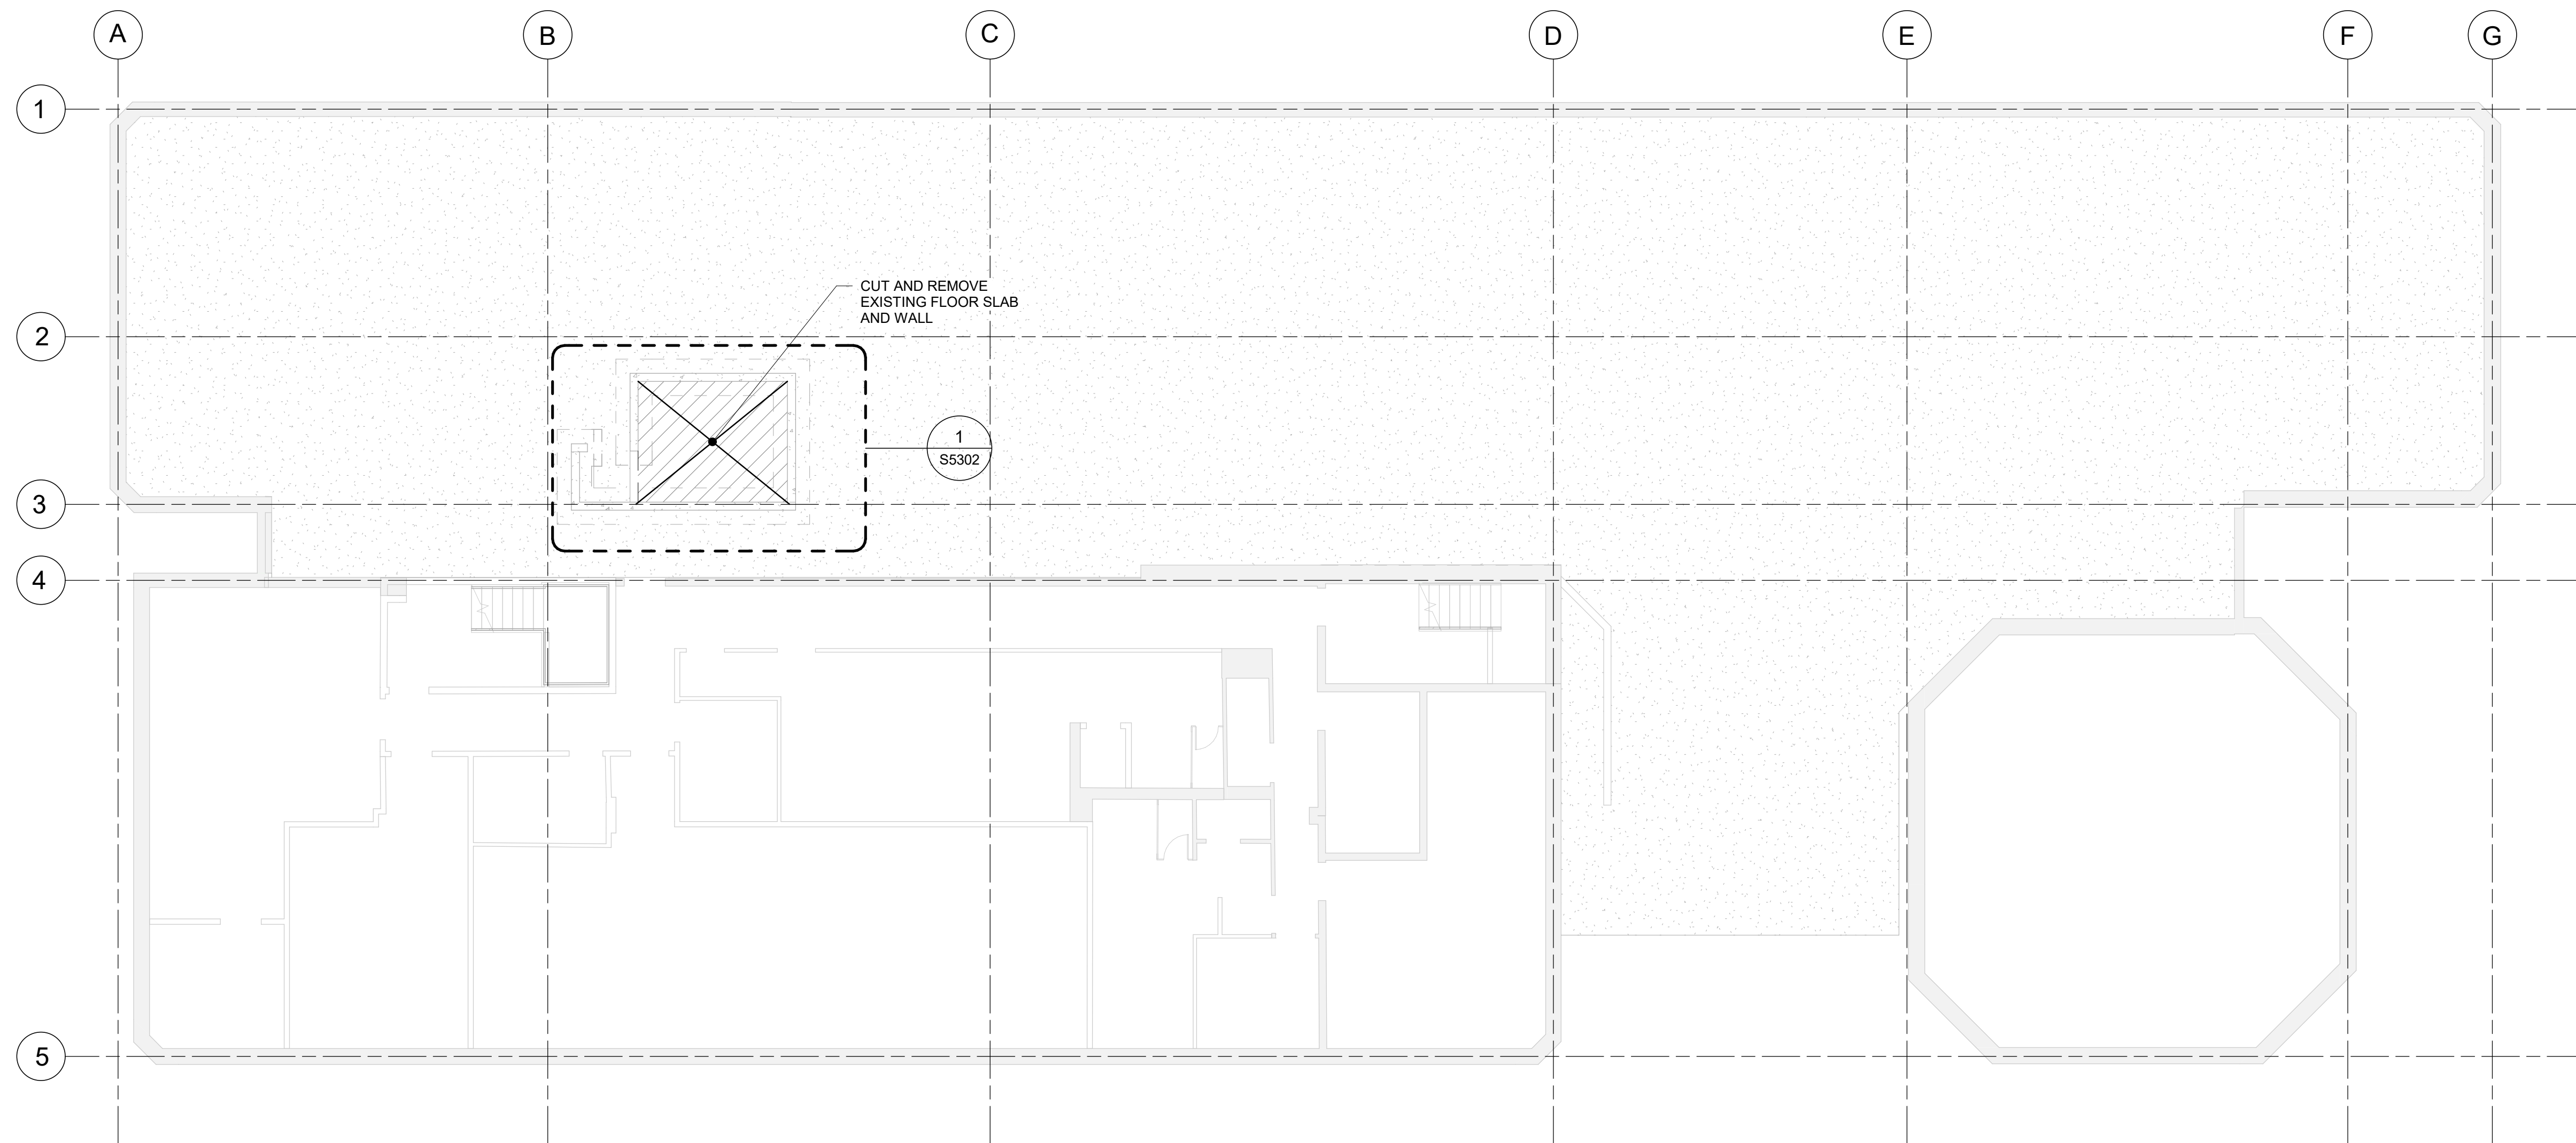 A B C D E F G
1
2
CUT AND REMOVE
EXISTING FLOOR SLAB
AND WALL
1
S5302
3
4
5